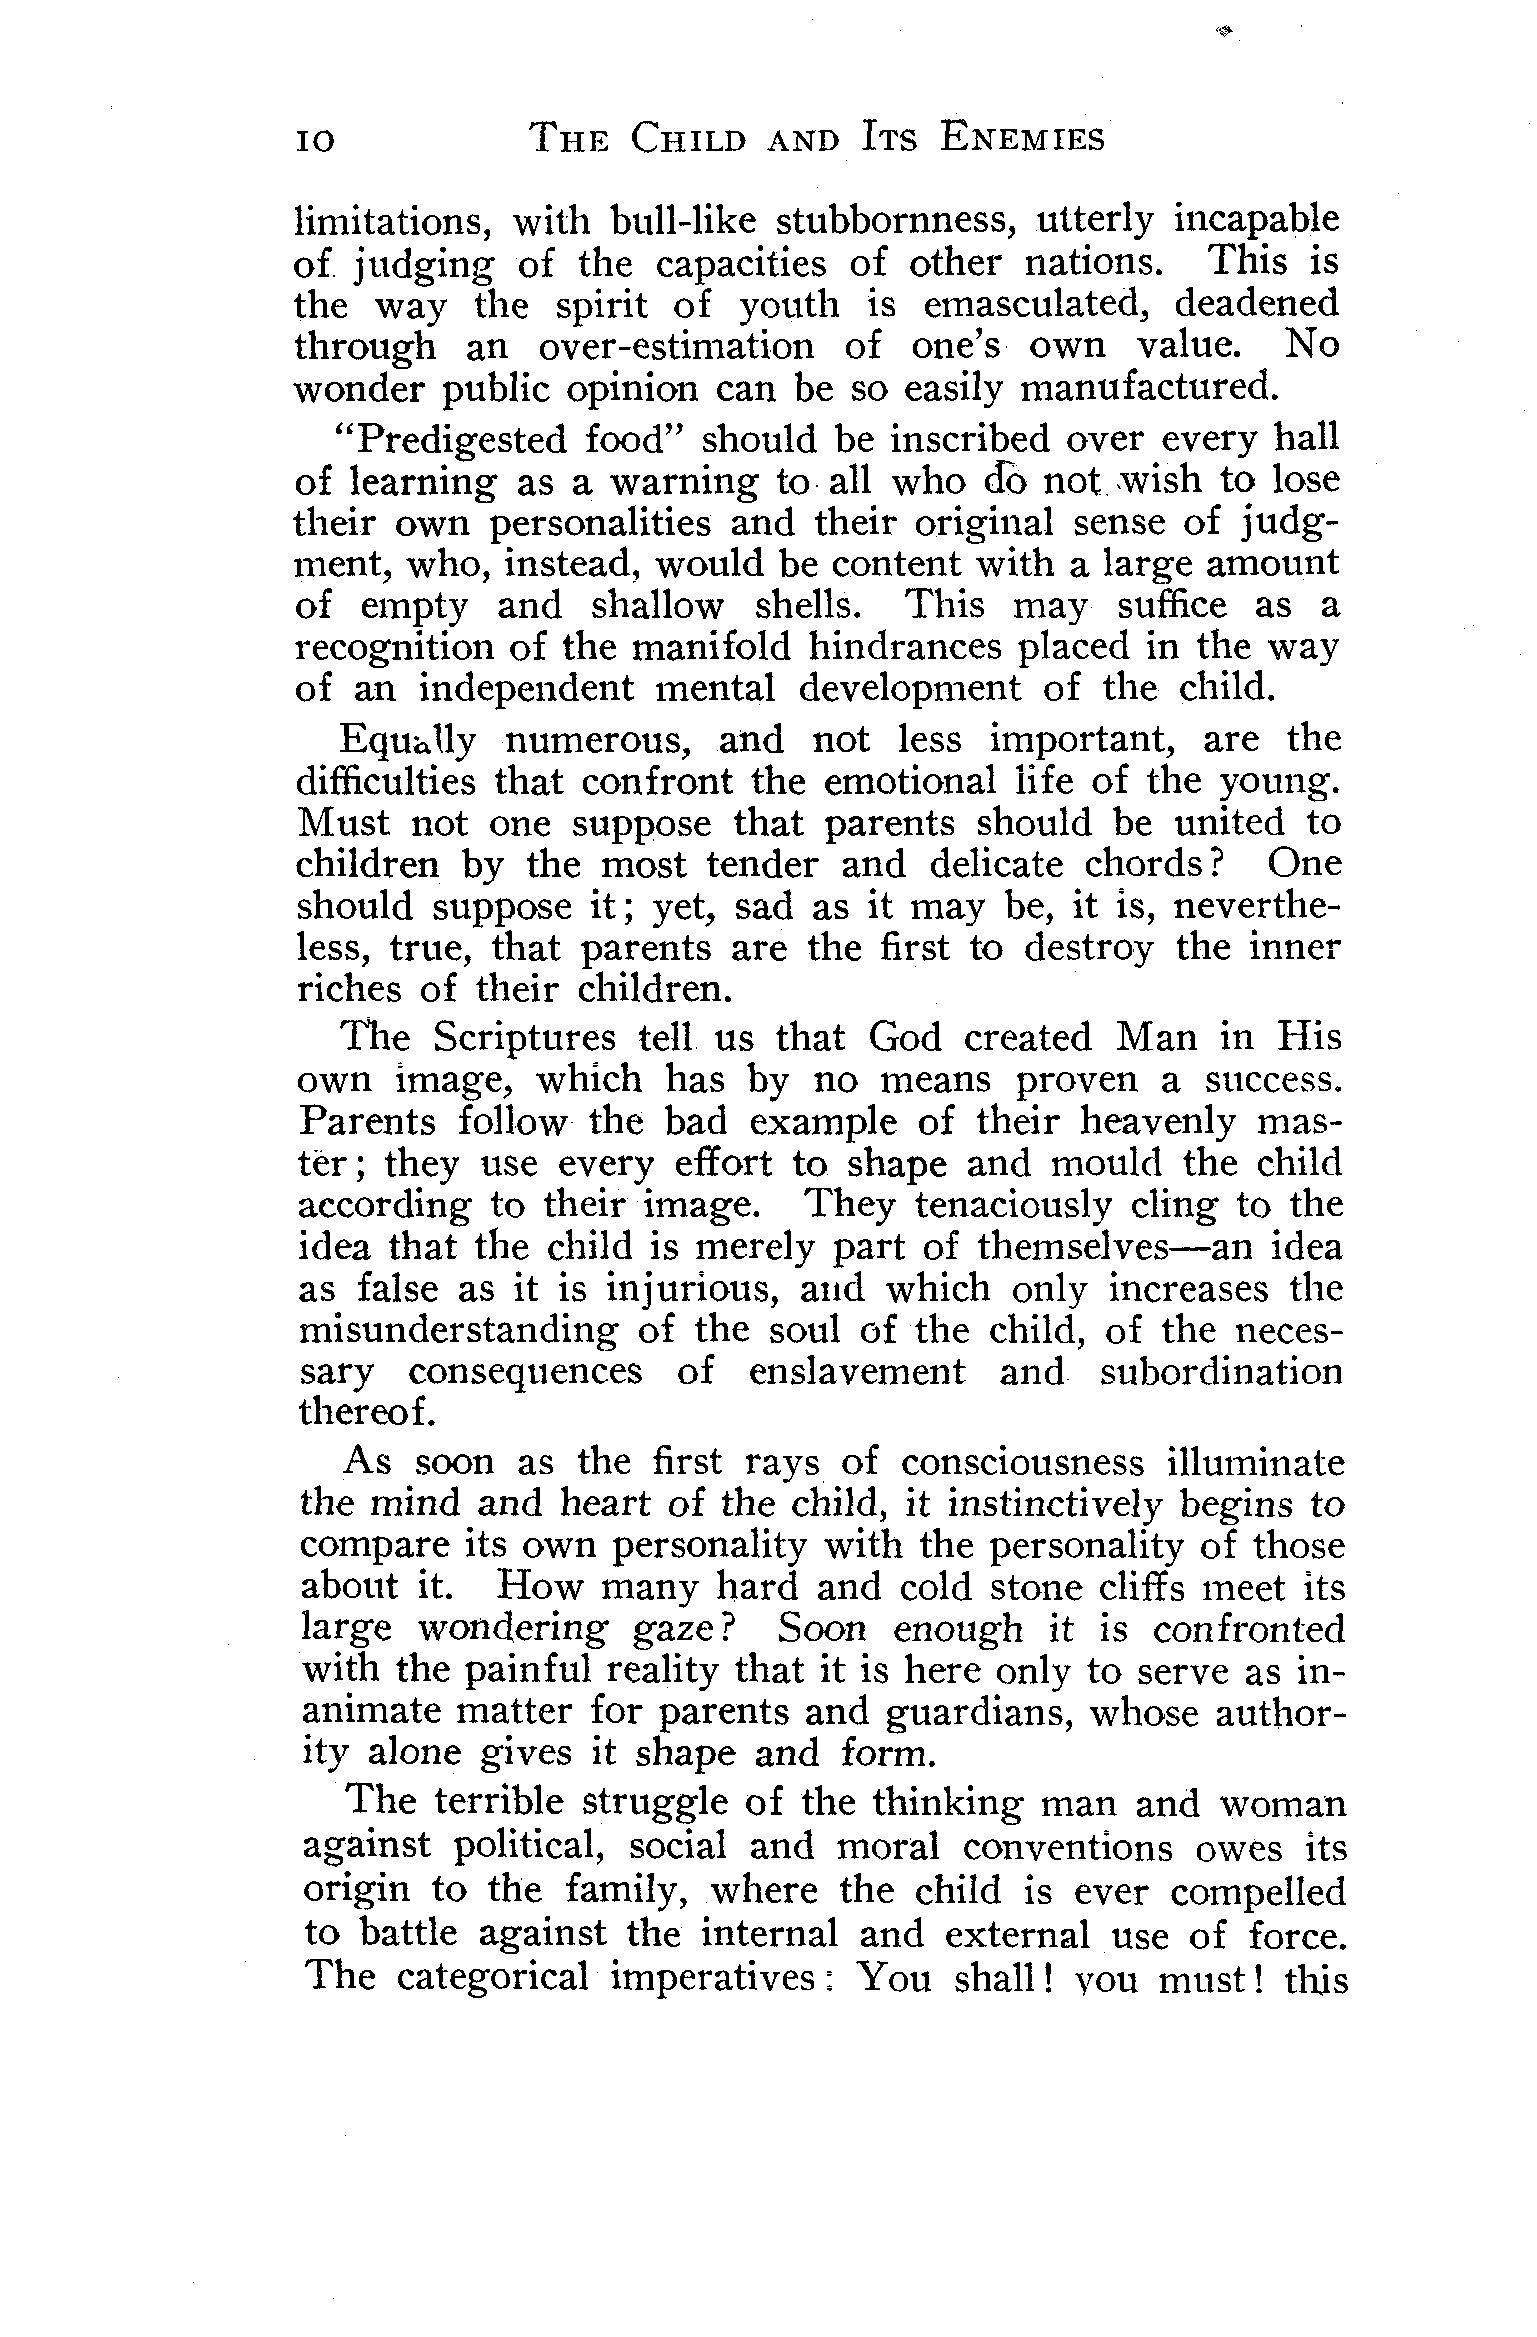 10 THE CHILD AND ITS ENEMIES
limitations, with bull-like stubbornness, utterly incapable
of judging of the capacities of other nations. This is
the way the spirit of youth is emasculated, deadened
through an over-estimation of one's own value. No
wonder public opinion can be so easily manufactured.
"Predigested food" should be inscribed over every hall
of learning as a warning to all who do not wish to lose
their own personalities and their original sense of judg-
ment, who, instead, would be content with a large amount
of empty and shallow shells. This may suffice as a
recognition of the manifold hindrances placed in the way
of an independent mental development of the child.
Equally numerous, and not less important, are the
difficulties that confront the emotional life of the young.
Must not one suppose that parents should be united to
children by the most tender and delicate chords? One
should suppose it; yet, sad as it may be, it is, neverthe-
less, true, that parents are the first to destroy the inner
riches of their children.
The Scriptures tell us that God created Man in His
own image, which has by no means proven a success.
Parents follow the bad example of their heavenly mas-
ter; they use every effort to shape and mould the child
according to their image. They tenaciously cling to the
idea that the child is merely part of themselves—an idea
as false as it is injurious, and which only increases the
misunderstanding of the soul of the child, of the neces-
sary consequences of enslavement and subordination
thereof.
As soon as the first rays of consciousness illuminate
the mind and heart of the child, it instinctively begins to
compare its own personality with the personality of those
about it. How many hard and cold stone cliffs meet its
large wondering gaze? Soon enough it is confronted
with the painful reality that it is here only to serve as in-
animate matter for parents and guardians, whose author-
ity alone gives it shape and form.
The terrible struggle of the thinking man and woman
against political, social and moral conventions owes its
origin to the family, where the child is ever compelled
to battle against the internal and external use of force.
The categorical imperatives: You shall! you must! this